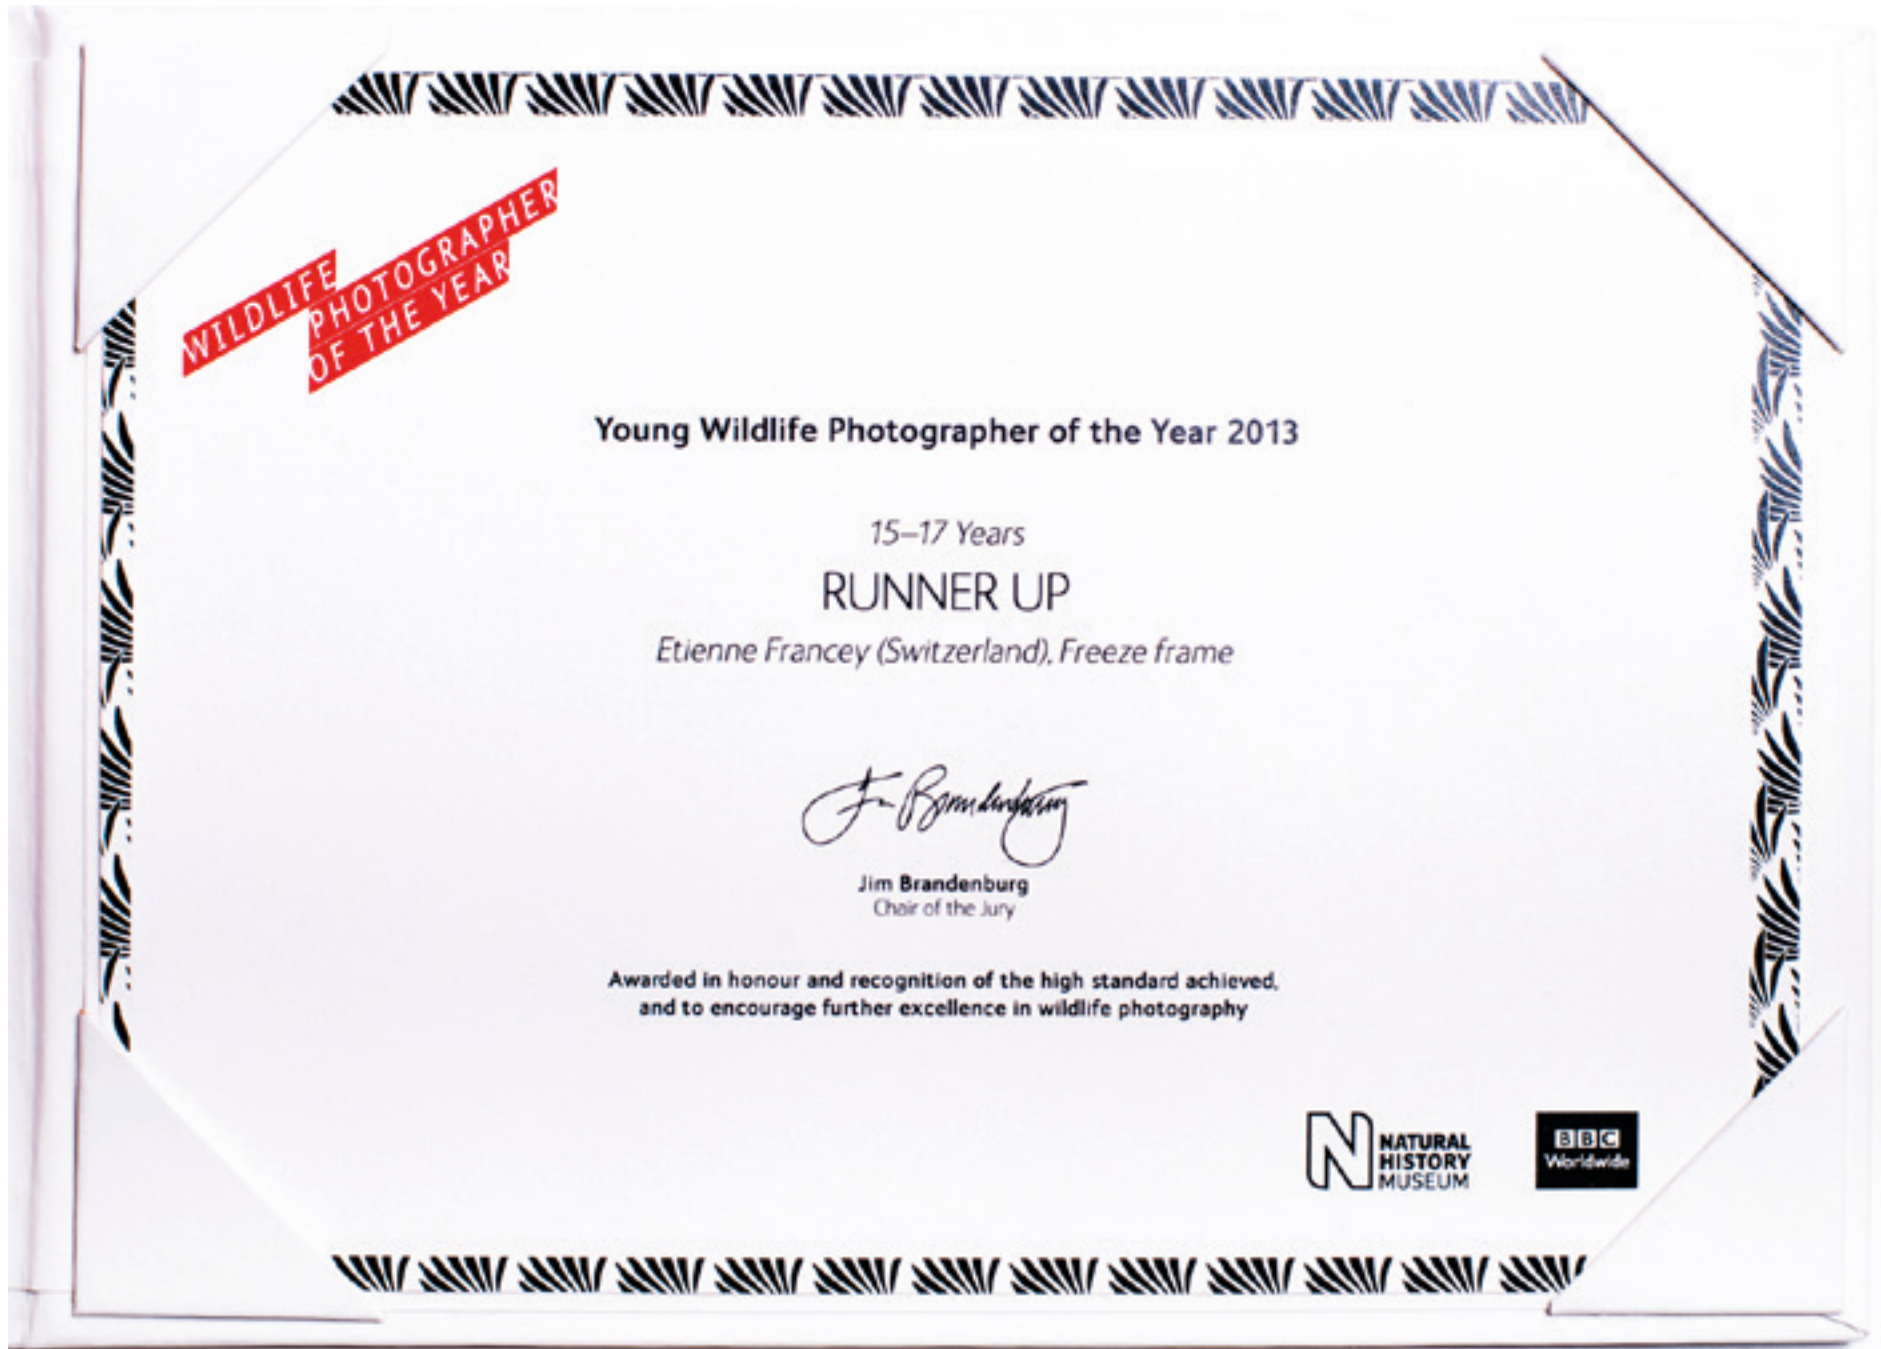 WILDLIFE
PHOTOGRAPHER
OF THE YEAR
Young Wildlife Photographer of the Year 2013
15–17 Years
RUNNER UP
Etienne Francey (Switzerland), Freeze frame
Jim Brandenburg
Jim Brandenburg
Chair of the Jury
Awarded in honour and recognition of the high standard achieved,
and to encourage further excellence in wildlife photography
N
NATURAL
HISTORY
MUSEUM
BBC
Worldwide